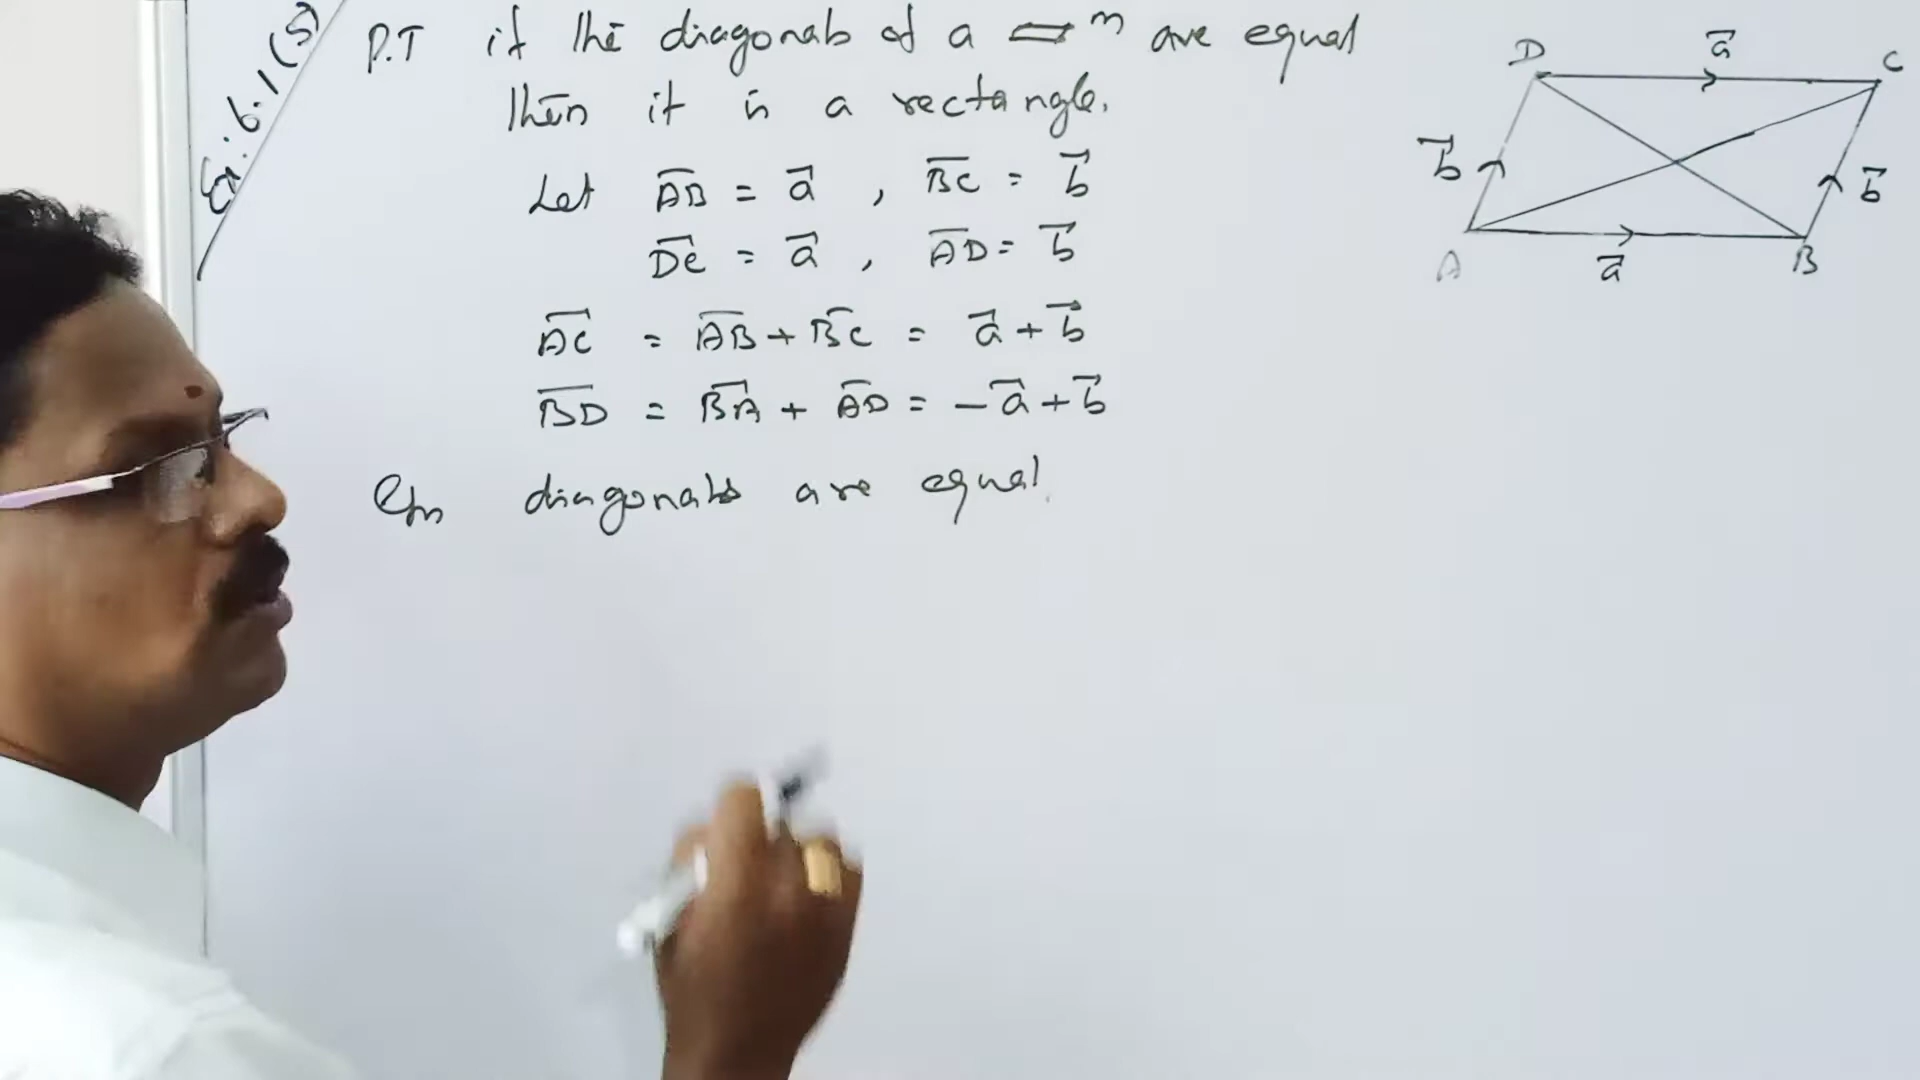 Ex: 6.1 (5)
P.T if the diagonals of a ▱ᵐ are equal
then it is a rectangle.
Let AB̅ = a⃗ , BC̅ = b⃗
DC̅ = a⃗ , AD̅ = b⃗
AC̅ = AB̅ + BC̅ = a⃗ + b⃗
BD̅ = BA̅ + AD̅ = -a⃗ + b⃗
diagonals are equal.
D a⃗ C
b⃗ b⃗
A a⃗ B